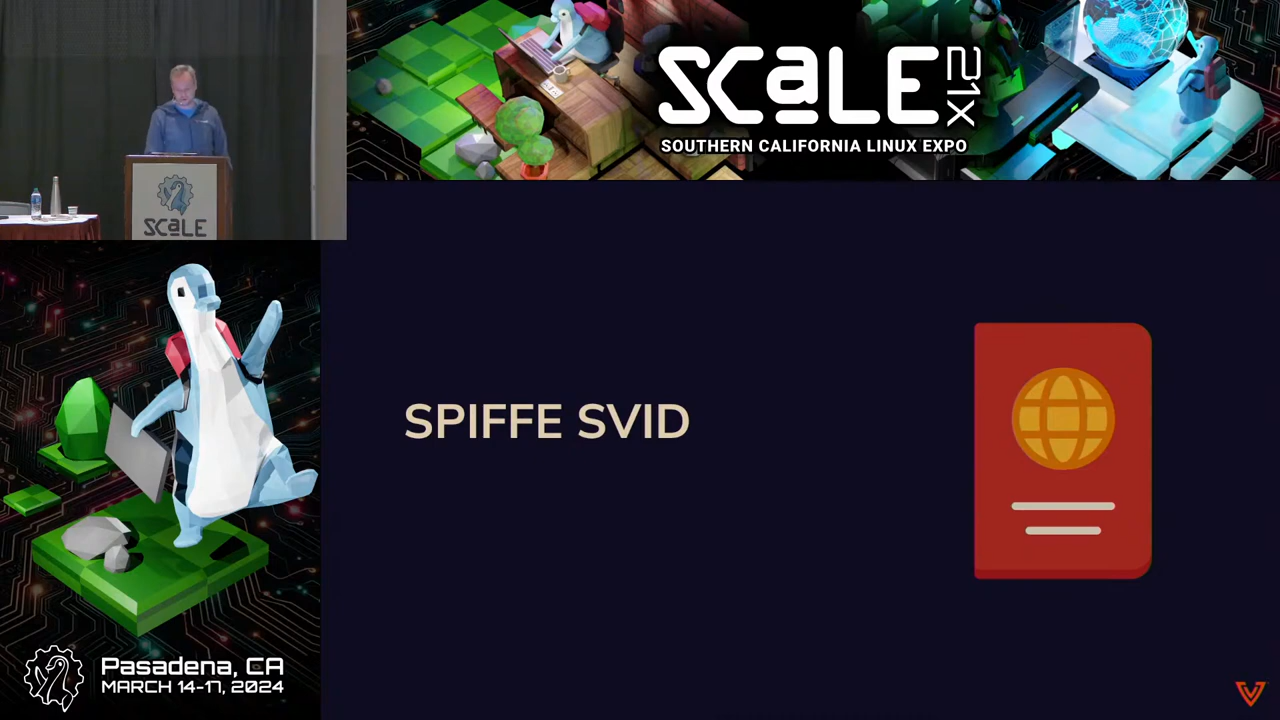 SCALE 21X
SOUTHERN CALIFORNIA LINUX EXPO
SCALE
SPIFFE SVID
Pasadena, CA
MARCH 14-17, 2024